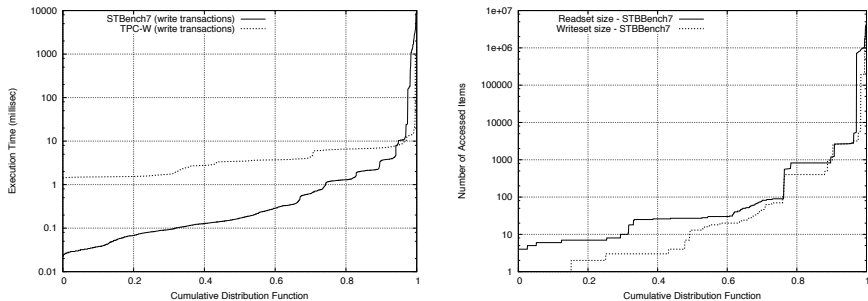 10000
1000
100
10
1
0.1
0.01
Execution Time (millisec)
STBench7 (write transactions)
TPC-W (write transactions)
0
0.2
0.4
0.6
0.8
1
Cumulative Distribution Function
1e+07
1e+06
100000
10000
1000
100
10
1
Number of Accessed Items
Readset size - STBBench7
Writeset size - STBBench7
0
0.2
0.4
0.6
0.8
1
Cumulative Distribution Function